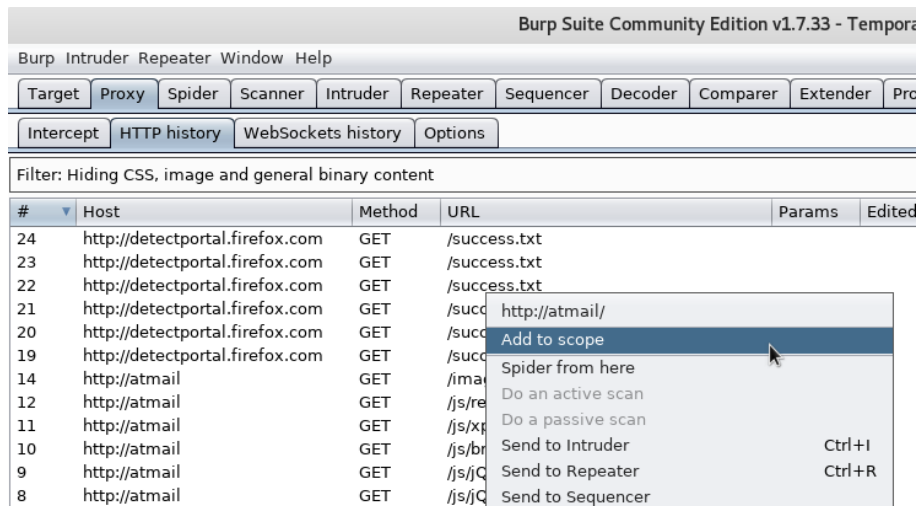 Burp Suite Community Edition v1.7.33 - Tempora
Burp Intruder Repeater Window Help
Target Proxy Spider Scanner Intruder Repeater Sequencer Decoder Comparer Extender Pro
Intercept HTTP history WebSockets history Options
Filter: Hiding CSS, image and general binary content
# Host Method URL Params Edited
24 http://detectportal.firefox.com GET /success.txt
23 http://detectportal.firefox.com GET /success.txt
22 http://detectportal.firefox.com GET /success.txt
21 http://detectportal.firefox.com GET /succ
20 http://detectportal.firefox.com GET /succ
19 http://detectportal.firefox.com GET /succ
14 http://atmail GET /ima
12 http://atmail GET /js/re
11 http://atmail GET /js/xp
10 http://atmail GET /js/br
9 http://atmail GET /js/jQ
8 http://atmail GET /js/jQ
http://atmail/
Add to scope
Spider from here
Do an active scan
Do a passive scan
Send to Intruder Ctrl+I
Send to Repeater Ctrl+R
Send to Sequencer